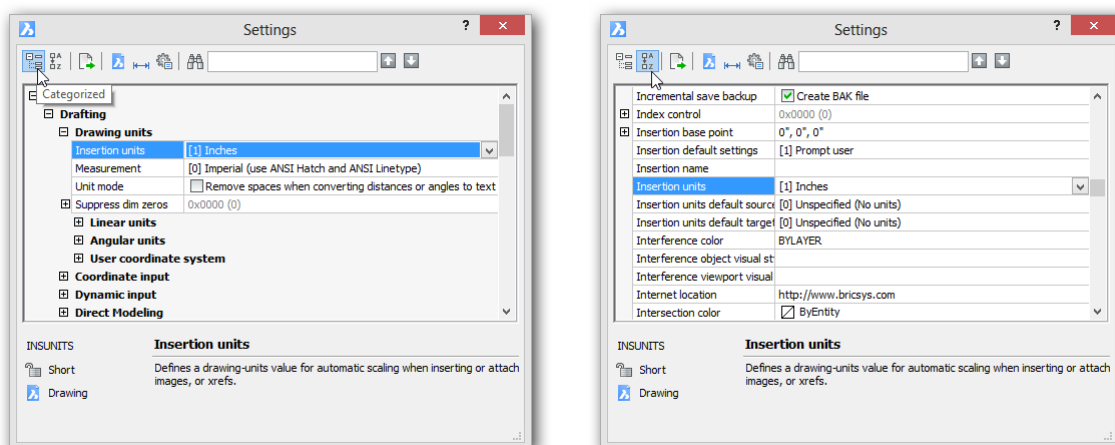 Settings
?
×
Categorized
Drafting
Drawing units
Insertion units [1] Inches
Measurement [0] Imperial (use ANSI Hatch and ANSI Linetype)
Unit mode Remove spaces when converting distances or angles to text
Suppress dim zeros 0x0000 (0)
Linear units
Angular units
User coordinate system
Coordinate input
Dynamic input
Direct Modeling
INSUNITS
Insertion units
Short
Defines a drawing-units value for automatic scaling when inserting or attach
images, or xrefs.
Drawing
Settings
?
×
Incremental save backup Create BAK file
Index control 0x0000 (0)
Insertion base point 0", 0", 0"
Insertion default settings [1] Prompt user
Insertion name
Insertion units [1] Inches
Insertion units default source [0] Unspecified (No units)
Insertion units default target [0] Unspecified (No units)
Interference color BYLAYER
Interference object visual st
Interference viewport visual
Internet location http://www.bricsys.com
Intersection color ByEntity
INSUNITS
Insertion units
Short
Defines a drawing-units value for automatic scaling when inserting or attach
images, or xrefs.
Drawing